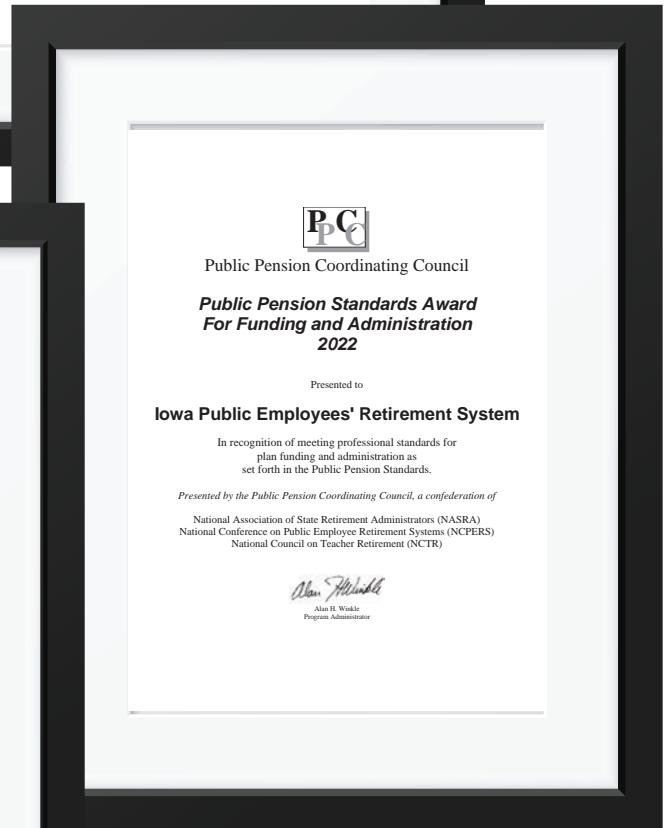 PPCC
Public Pension Coordinating Council
Public Pension Standards Award
For Funding and Administration
2022
Presented to
Iowa Public Employees' Retirement System
In recognition of meeting professional standards for
plan funding and administration as
set forth in the Public Pension Standards.
Presented by the Public Pension Coordinating Council, a confederation of
National Association of State Retirement Administrators (NASRA)
National Conference on Public Employee Retirement Systems (NCPERS)
National Council on Teacher Retirement (NCTR)
Alan H Winkle
Alan H. Winkle
Program Administrator